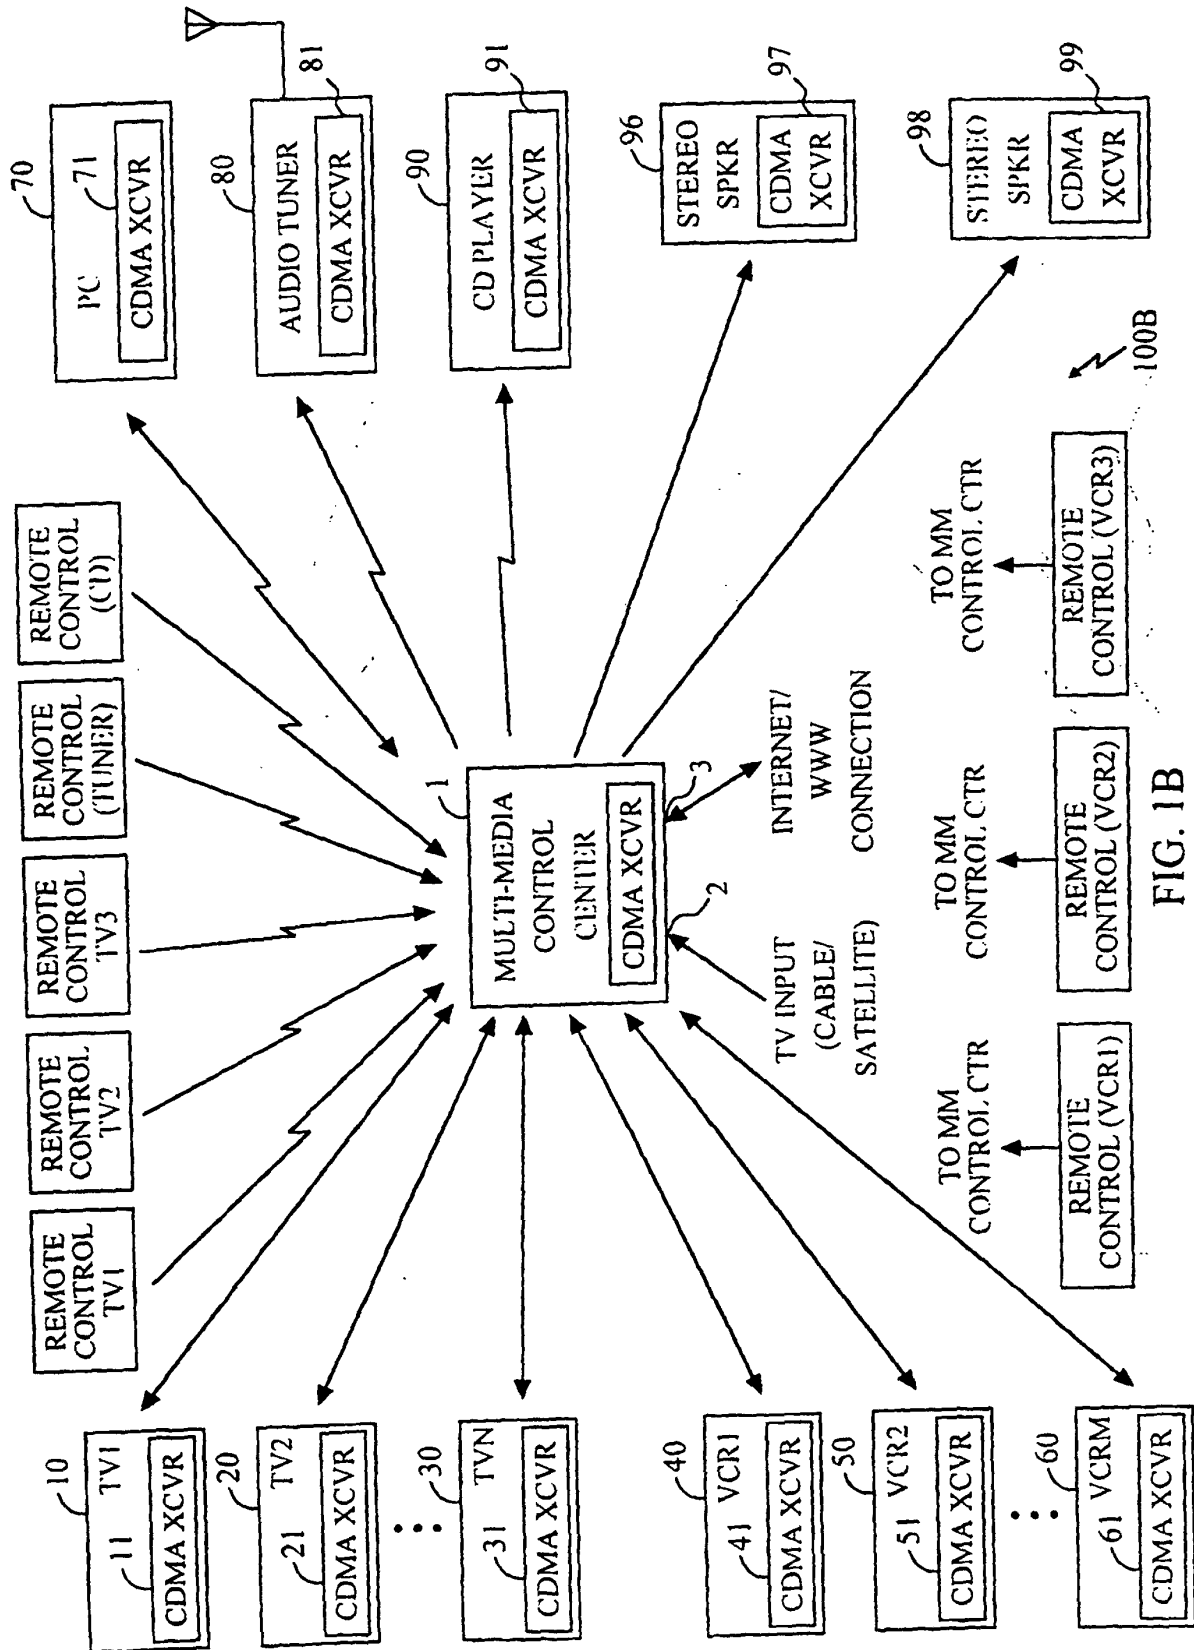 REMOTE
CONTROL
TV1
REMOTE
CONTROL
TV2
REMOTE
CONTROL
TV3
REMOTE
CONTROL
(TUNER)
REMOTE
CONTROL
(CD)
10
TV1
11
CDMA XCVR
20
TV2
21
CDMA XCVR
30
TVN
31
CDMA XCVR
40
VCR1
41
CDMA XCVR
50
VCR2
51
CDMA XCVR
60
VCRM
61
CDMA XCVR
1
MULTI-MEDIA
CONTROL
CENTER
CDMA XCVR
2
3
TV INPUT
(CABLE/
SATELLITE)
INTERNET/
WWW
CONNECTION
70
PC
71
CDMA XCVR
80
AUDIO TUNER
81
CDMA XCVR
90
CD PLAYER
91
CDMA XCVR
96
STEREO
SPKR
97
CDMA
XCVR
98
STEREO
SPKR
99
CDMA
XCVR
100B
TO MM
CONTROL CTR
REMOTE
CONTROL (VCR1)
TO MM
CONTROL CTR
REMOTE
CONTROL (VCR2)
TO MM
CONTROL CTR
REMOTE
CONTROL (VCR3)
FIG. 1B